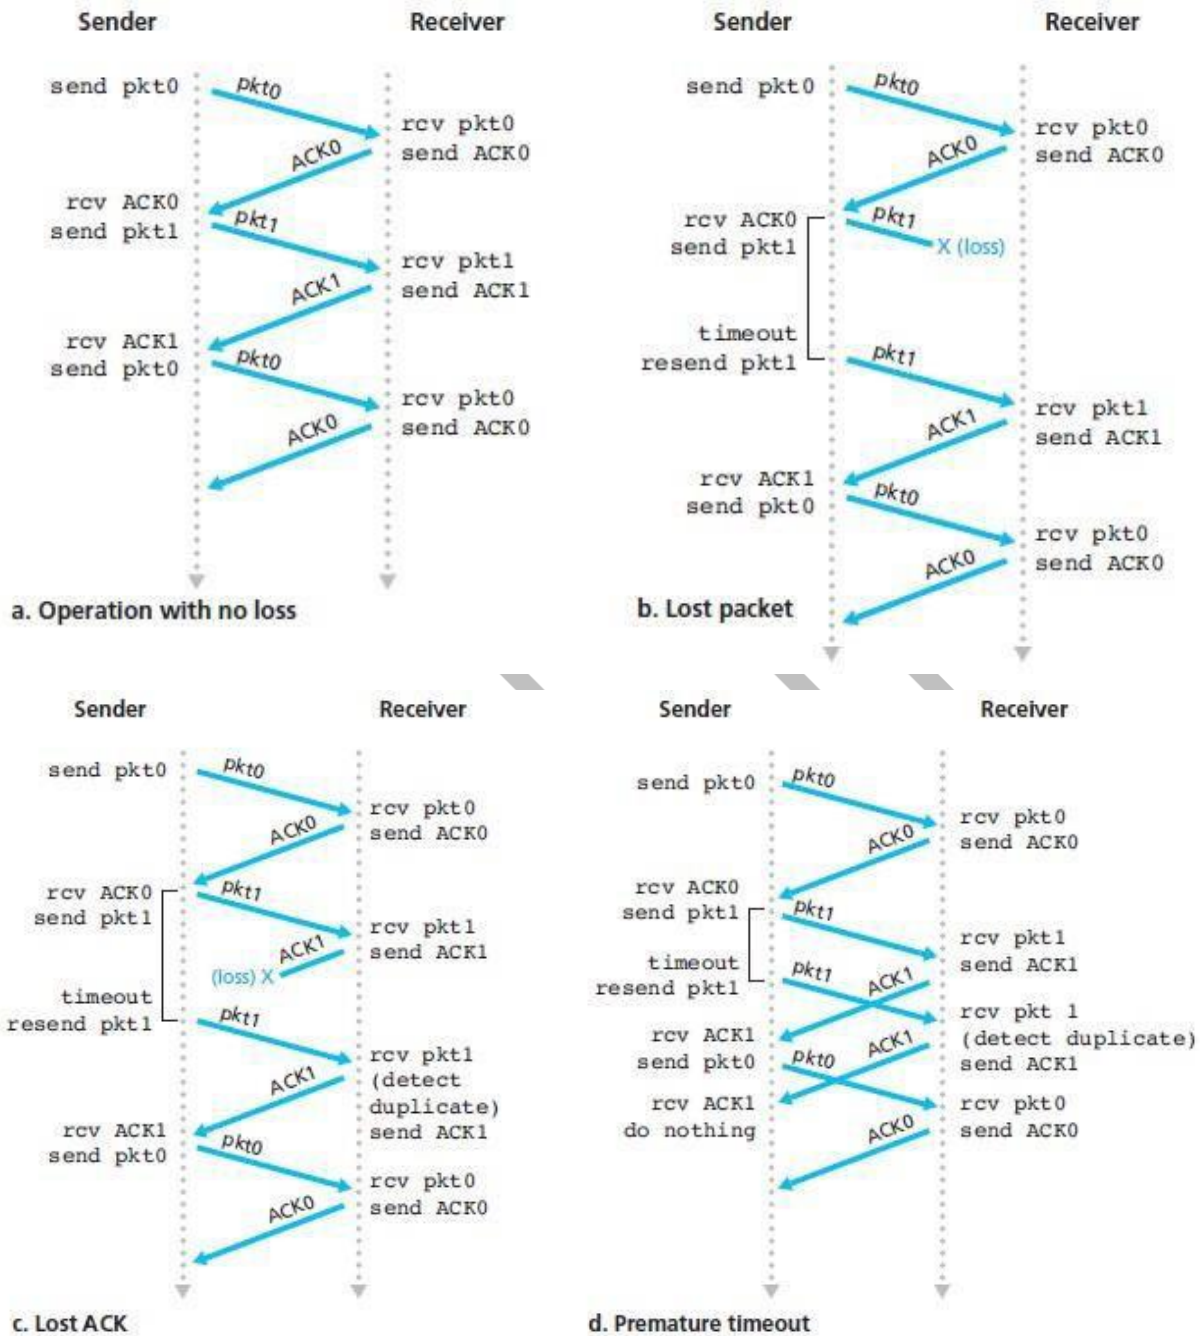 Sender
Receiver
send pkt0
pkt0
rcv pkt0
send ACK0
ACK0
rcv ACK0
send pkt1
pkt1
rcv pkt1
send ACK1
ACK1
rcv ACK1
send pkt0
pkt0
rcv pkt0
send ACK0
ACK0
a. Operation with no loss
Sender
Receiver
send pkt0
pkt0
rcv pkt0
send ACK0
ACK0
rcv ACK0
send pkt1
pkt1
X (loss)
timeout
resend pkt1
pkt1
rcv pkt1
send ACK1
ACK1
rcv ACK1
send pkt0
pkt0
rcv pkt0
send ACK0
ACK0
b. Lost packet
Sender
Receiver
send pkt0
pkt0
rcv pkt0
send ACK0
ACK0
rcv ACK0
send pkt1
pkt1
rcv pkt1
send ACK1
ACK1
(loss) X
timeout
resend pkt1
pkt1
rcv pkt1
(detect
duplicate)
send ACK1
ACK1
rcv ACK1
send pkt0
pkt0
rcv pkt0
send ACK0
ACK0
c. Lost ACK
Sender
Receiver
send pkt0
pkt0
rcv pkt0
send ACK0
ACK0
rcv ACK0
send pkt1
pkt1
rcv pkt1
send ACK1
ACK1
timeout
resend pkt1
pkt1
rcv pkt 1
(detect duplicate)
send ACK1
ACK1
rcv ACK1
send pkt0
pkt0
rcv pkt0
send ACK0
rcv ACK1
do nothing
ACK0
d. Premature timeout